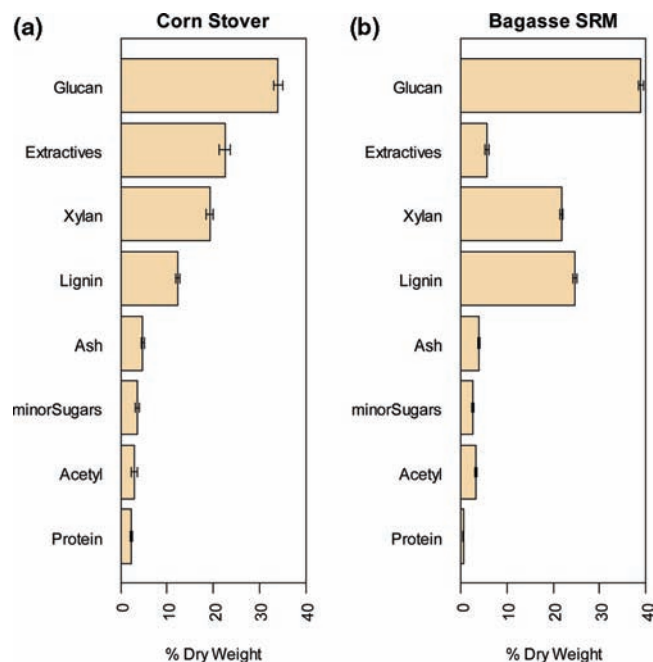 (a) Corn Stover
Glucan
Extractives
Xylan
Lignin
Ash
minorSugars
Acetyl
Protein
0 10 20 30 40
% Dry Weight
(b) Bagasse SRM
Glucan
Extractives
Xylan
Lignin
Ash
minorSugars
Acetyl
Protein
0 10 20 30 40
% Dry Weight